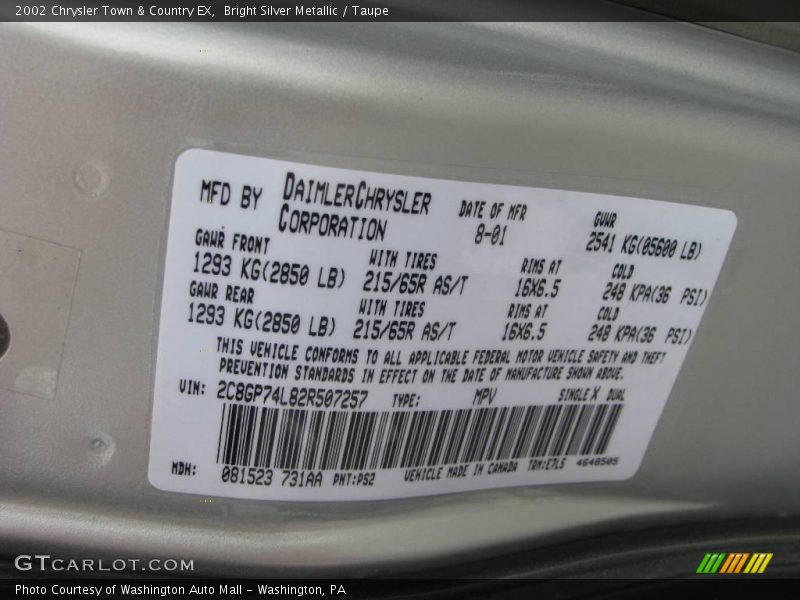 2002 Chrysler Town & Country EX, Bright Silver Metallic / Taupe
MFD BY DAIMLERCHRYSLER CORPORATION DATE OF MFR 8-01 GVWR 2541 KG(05600 LB)
GAWR FRONT WITH TIRES RIMS AT COLD
1293 KG(2850 LB) 215/65R AS/T 16X6.5 248 KPA(36 PSI)
GAWR REAR WITH TIRES RIMS AT COLD
1293 KG(2850 LB) 215/65R AS/T 16X6.5 248 KPA(36 PSI)
THIS VEHICLE CONFORMS TO ALL APPLICABLE FEDERAL MOTOR VEHICLE SAFETY AND THEFT
PREVENTION STANDARDS IN EFFECT ON THE DATE OF MANUFACTURE SHOWN ABOVE.
VIN: 2C8GP74L82R507257 TYPE: MPV SINGLE X DUAL
MDH: 081523 731AA PNT:PS2 VEHICLE MADE IN CANADA TRM:E7L5 4648505
GTCARLOT.COM
Photo Courtesy of Washington Auto Mall - Washington, PA